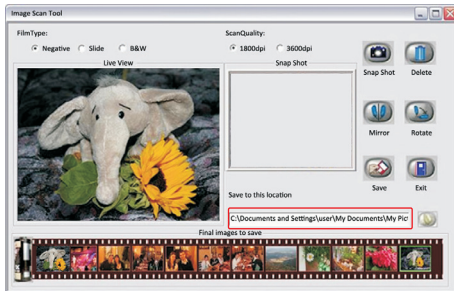 Image Scan Tool
FilmType:
Negative Slide B&W
ScanQuality:
1800dpi 3600dpi
Live View
Snap Shot
Snap Shot Delete
Mirror Rotate
Save Exit
Save to this location
C:\Documents and Settings\user\My Documents\My Pic
Final images to save